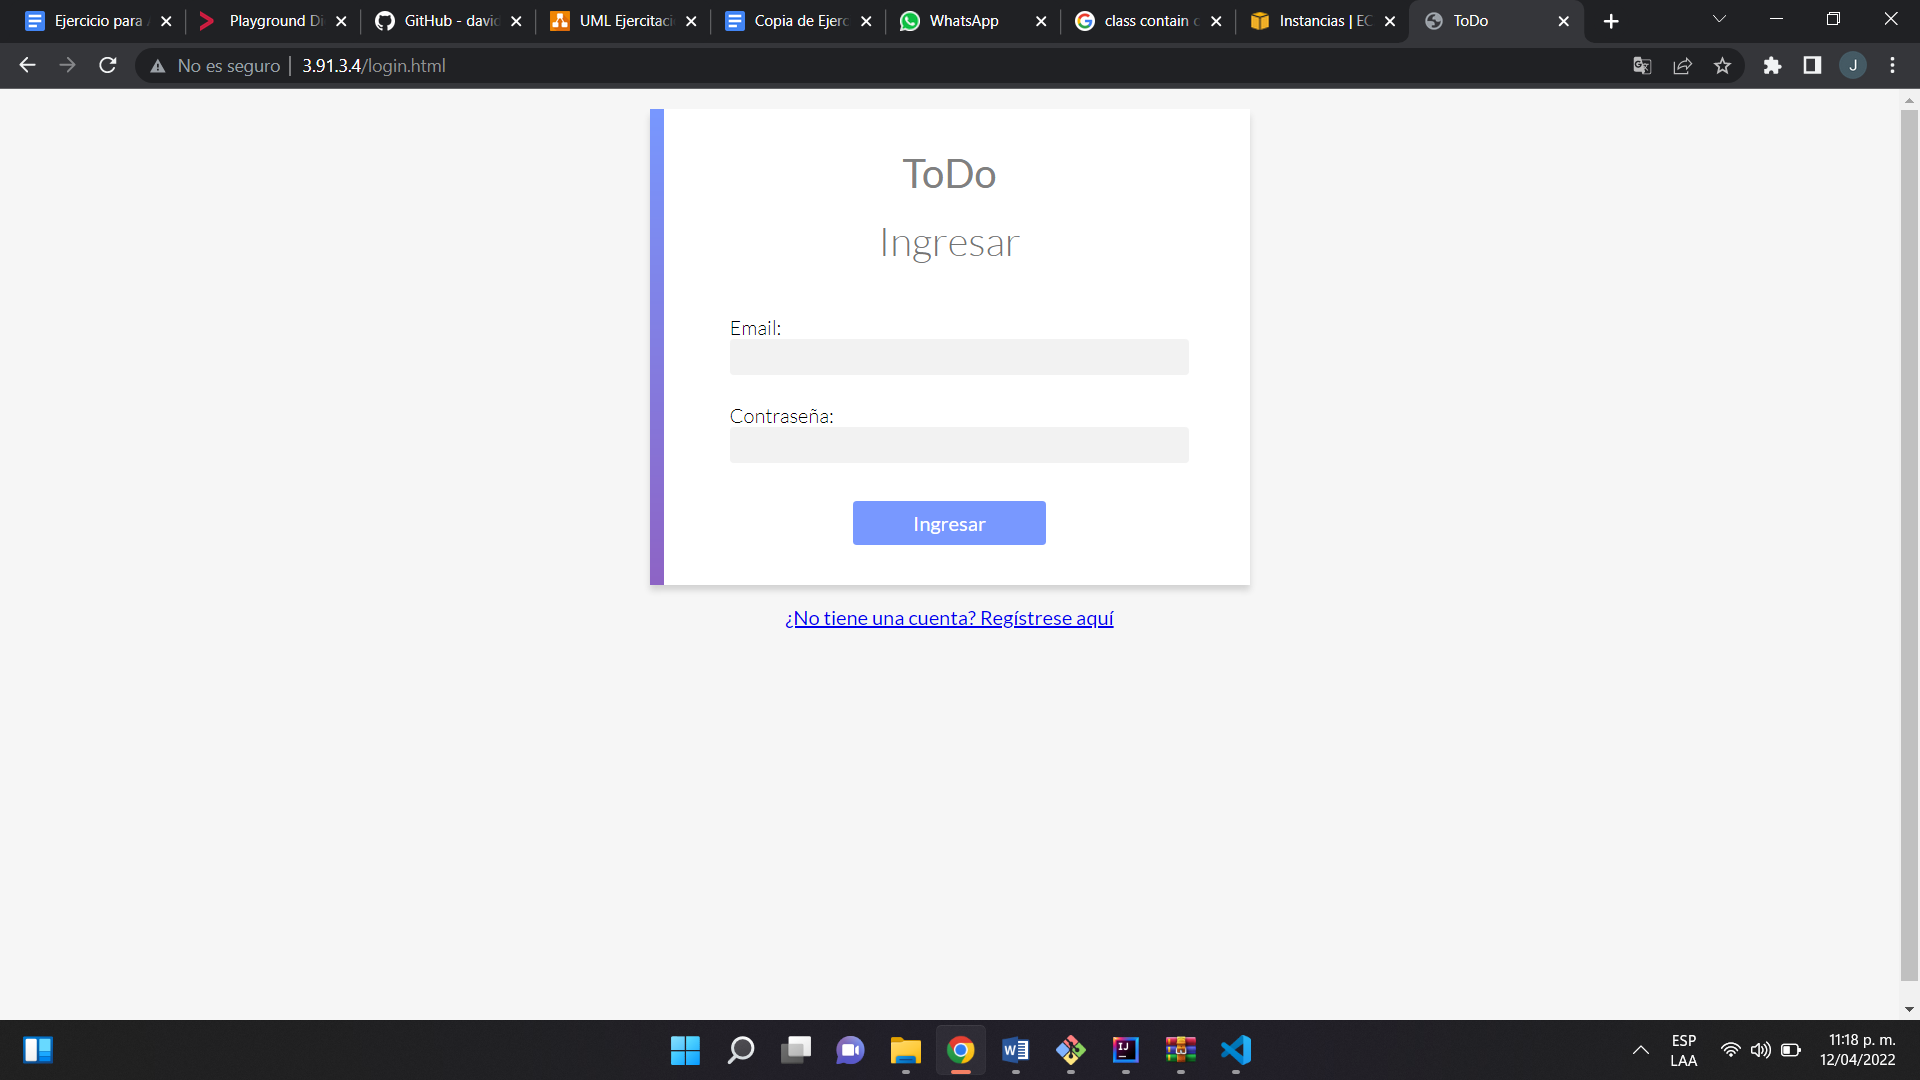 Ejercicio para
Playground Di
GitHub - davic
UML Ejercitaci
Copia de Ejerc
WhatsApp
class contain c
Instancias | EC
ToDo
No es seguro
3.91.3.4/login.html
J
ToDo
Ingresar
Email:
Contraseña:
Ingresar
¿No tiene una cuenta? Regístrese aquí
ESP
LAA
11:18 p. m.
12/04/2022